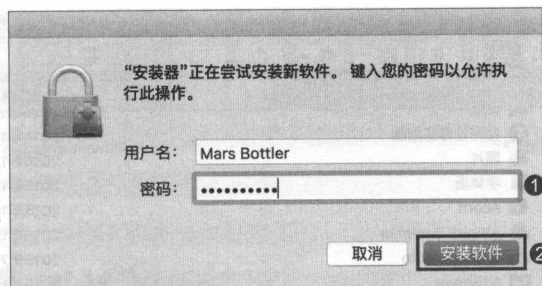 “安装器”正在尝试安装新软件。 键入您的密码以允许执
行此操作。
用户名： Mars Bottler
密码： •••••••••• ❶
取消 安装软件 ❷